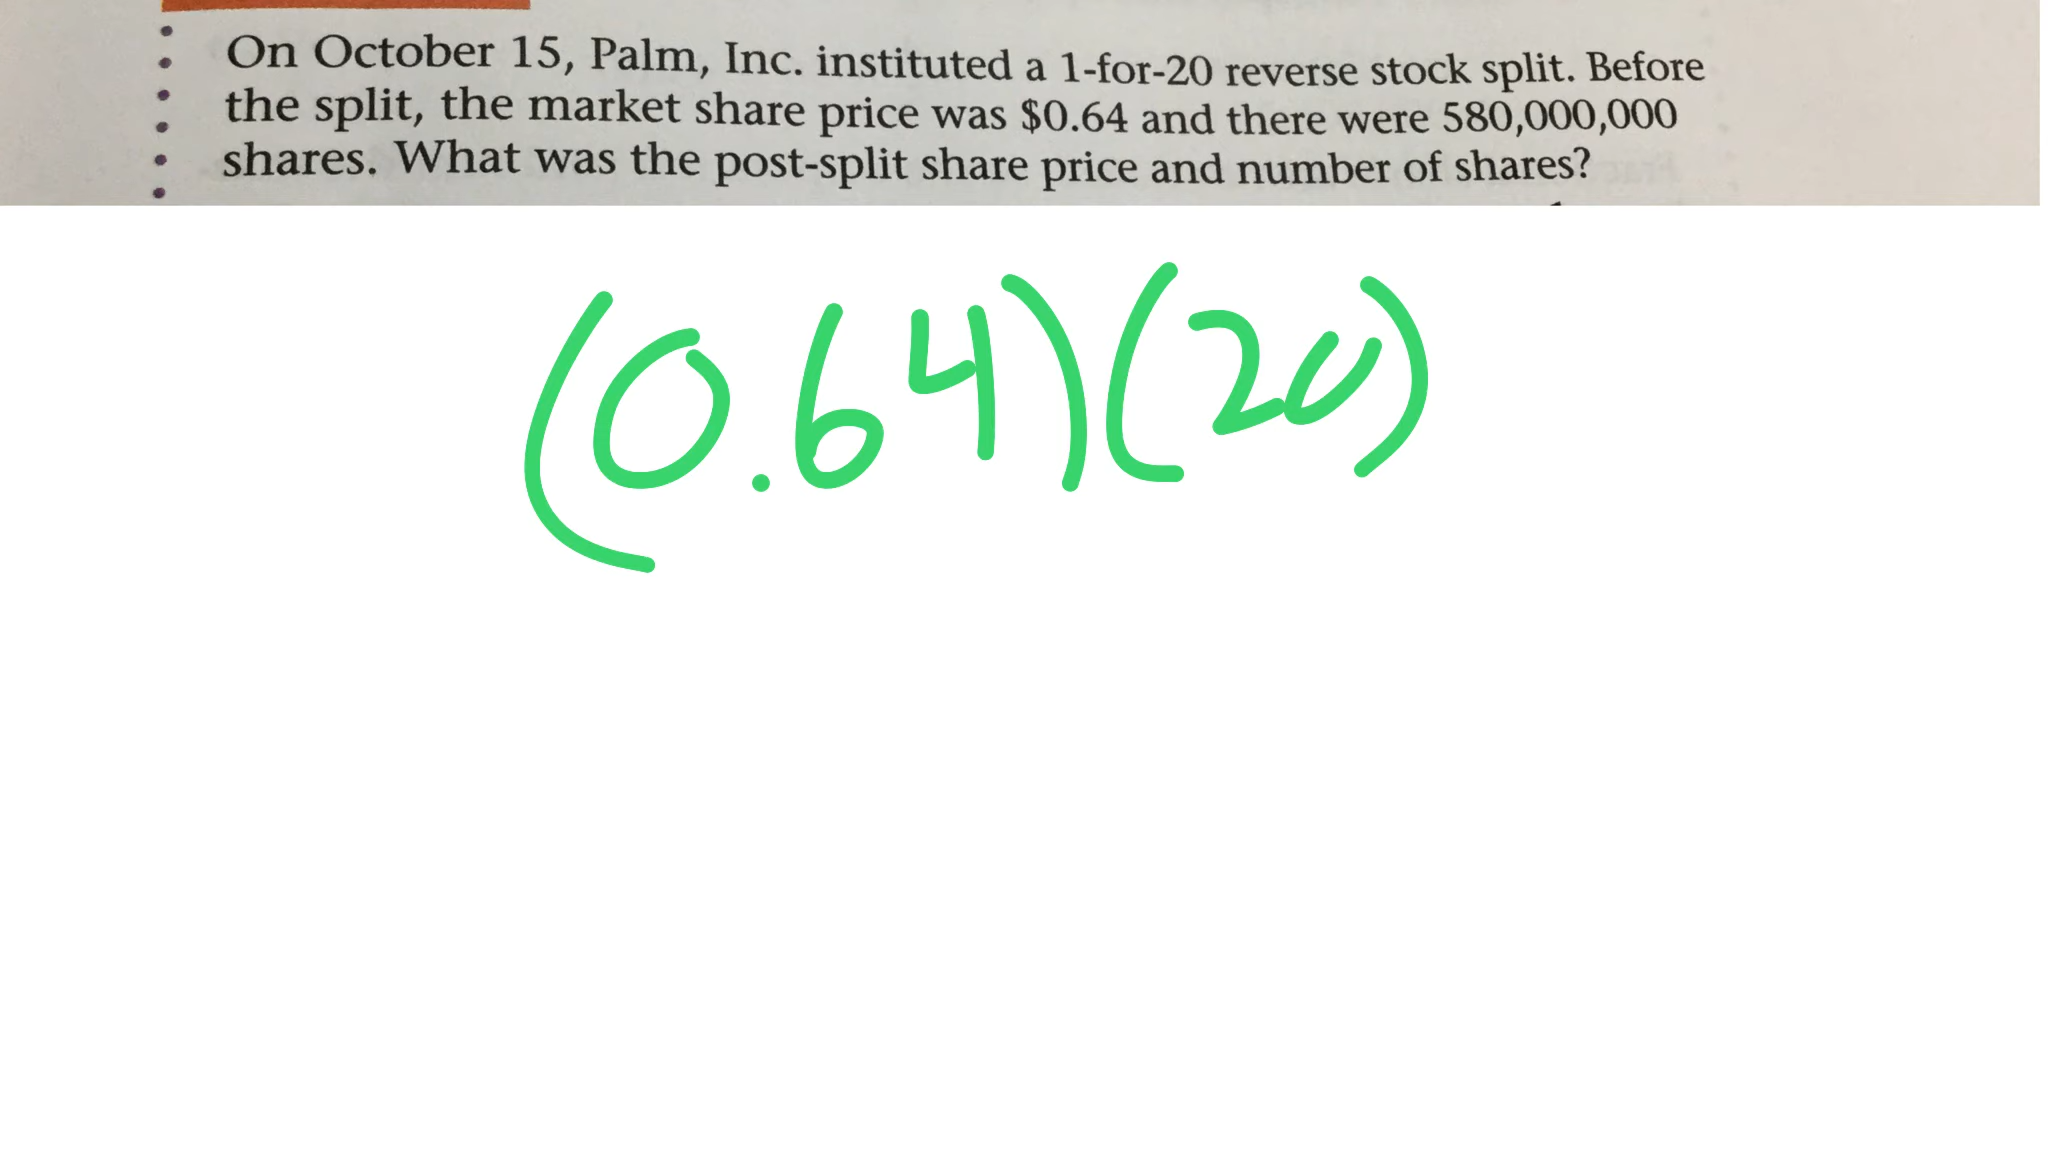 On October 15, Palm, Inc. instituted a 1-for-20 reverse stock split. Before
the split, the market share price was $0.64 and there were 580,000,000
shares. What was the post-split share price and number of shares?
(0.64)(20)